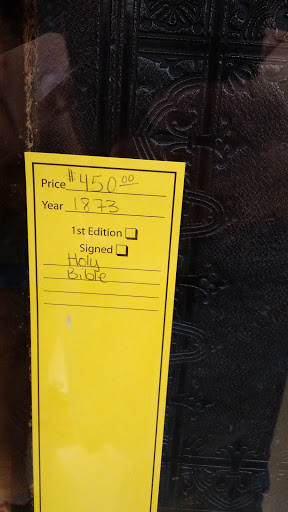 Price $450.00
Year 1873
1st Edition
Signed
Holy
Bible